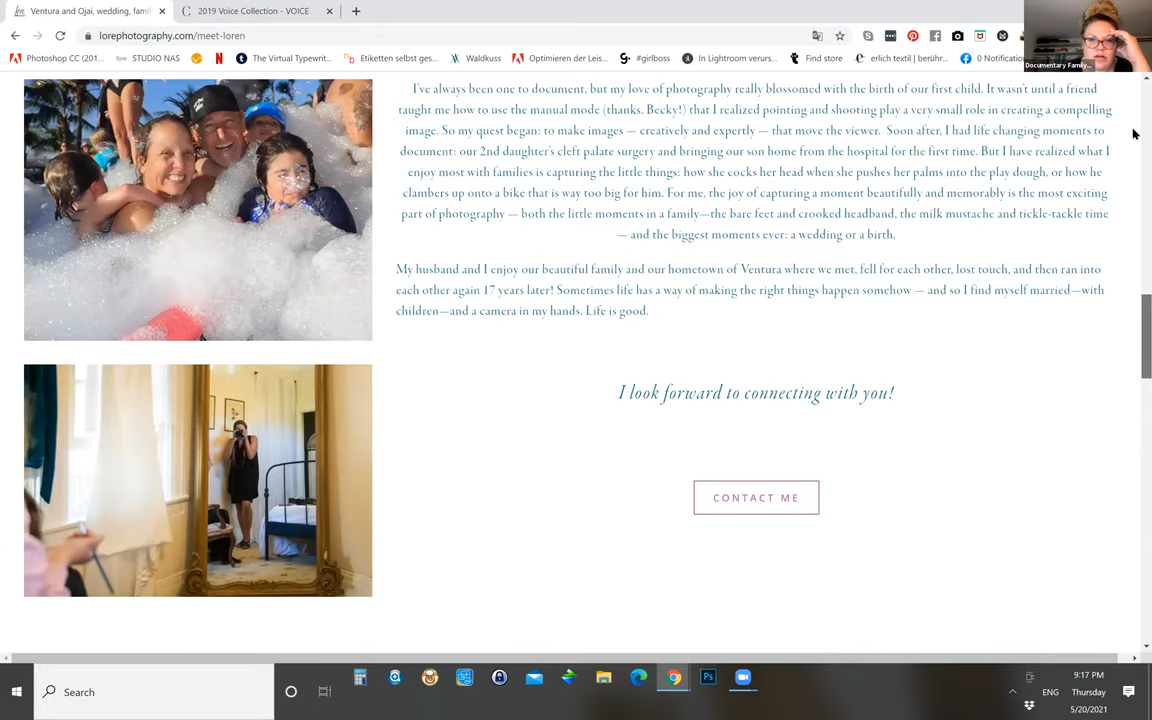 Ventura and Ojai, wedding, famil
2019 Voice Collection - VOICE
lorephotography.com/meet-loren
Photoshop CC (201...
STUDIO NAS
The Virtual Typewrit...
Etiketten selbst ges...
Waldkuss
Optimieren der Leis...
#girlboss
In Lightroom verurs...
Find store
erlich textil | berühr...
0 Notificatio
Documentary Family...
I've always been one to document, but my love of photography really blossomed with the birth of our first child. It wasn't until a friend
taught me how to use the manual mode (thanks, Becky!) that I realized pointing and shooting play a very small role in creating a compelling
image. So my quest began: to make images — creatively and expertly — that move the viewer. Soon after, I had life changing moments to
document: our 2nd daughter's cleft palate surgery and bringing our son home from the hospital for the first time. But I have realized what I
enjoy most with families is capturing the little things: how she cocks her head when she pushes her palms into the play dough, or how he
clambers up onto a bike that is way too big for him. For me, the joy of capturing a moment beautifully and memorably is the most exciting
part of photography — both the little moments in a family—the bare feet and crooked headband, the milk mustache and tickle-tackle time
— and the biggest moments ever: a wedding or a birth.
My husband and I enjoy our beautiful family and our hometown of Ventura where we met, fell for each other, lost touch, and then ran into
each other again 17 years later! Sometimes life has a way of making the right things happen somehow — and so I find myself married—with
children—and a camera in my hands. Life is good.
I look forward to connecting with you!
CONTACT ME
Search
ENG
9:17 PM
Thursday
5/20/2021